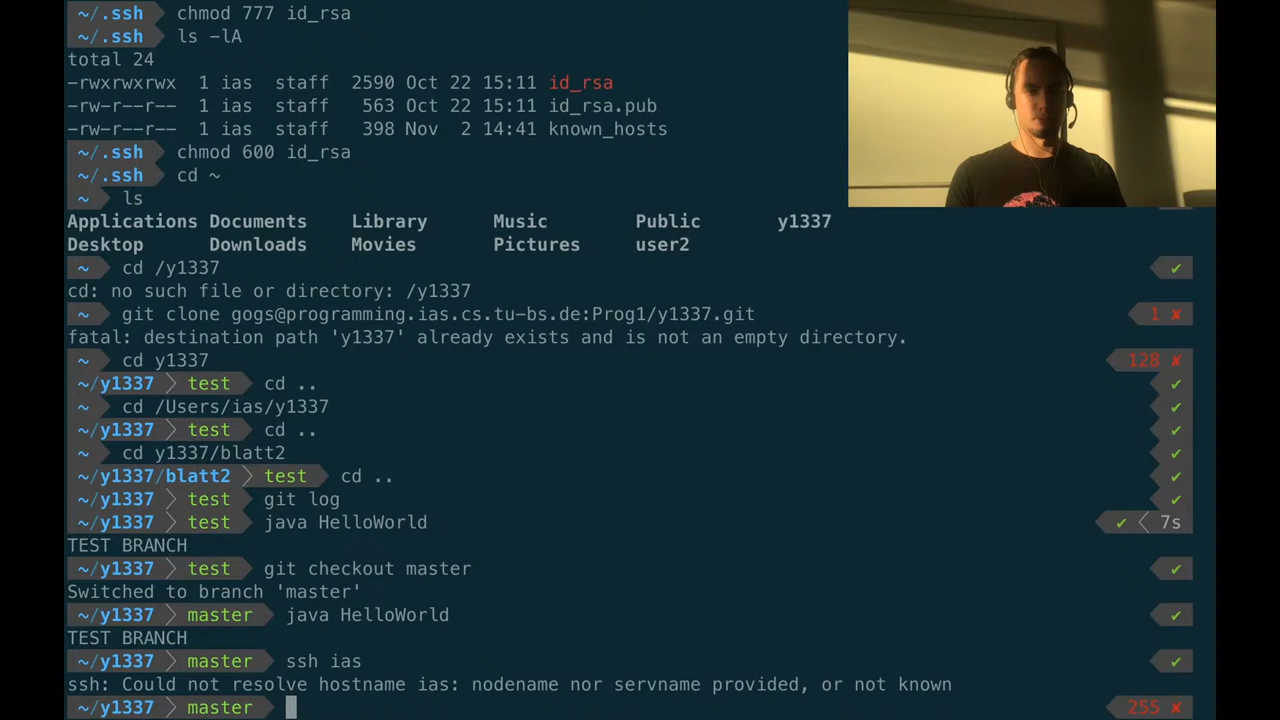 ~/.ssh chmod 777 id_rsa
~/.ssh ls -lA
total 24
-rwxrwxrwx 1 ias staff 2590 Oct 22 15:11 id_rsa
-rw-r--r-- 1 ias staff 563 Oct 22 15:11 id_rsa.pub
-rw-r--r-- 1 ias staff 398 Nov 2 14:41 known_hosts
~/.ssh chmod 600 id_rsa
~/.ssh cd ~
~ ls
Applications Documents Library Music Public y1337
Desktop Downloads Movies Pictures user2
~ cd /y1337 ✔
cd: no such file or directory: /y1337
~ git clone gogs@programming.ias.cs.tu-bs.de:Prog1/y1337.git 1 ✘
fatal: destination path 'y1337' already exists and is not an empty directory.
~ cd y1337 128 ✘
~/y1337 test cd .. ✔
~ cd /Users/ias/y1337 ✔
~/y1337 test cd .. ✔
~ cd y1337/blatt2 ✔
~/y1337/blatt2 test cd .. ✔
~/y1337 test git log ✔
~/y1337 test java HelloWorld ✔ 7s
TEST BRANCH
~/y1337 test git checkout master ✔
Switched to branch 'master'
~/y1337 master java HelloWorld ✔
TEST BRANCH
~/y1337 master ssh ias ✔
ssh: Could not resolve hostname ias: nodename nor servname provided, or not known
~/y1337 master 255 ✘